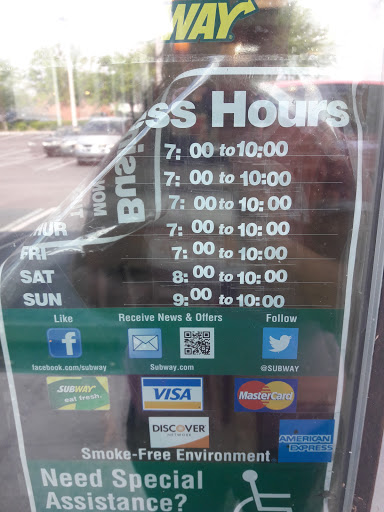 WAY
Bus
ss Hours
MON
7:00 to 10:00
7:00 to 10:00
7:00 to 10:00
HUR 7:00 to 10:00
FRI 7:00 to 10:00
SAT 8:00 to 10:00
SUN 9:00 to 10:00
Like Receive News & Offers Follow
facebook.com/subway Subway.com @SUBWAY
SUBWAY eat fresh. VISA MasterCard
DISCOVER NETWORK AMERICAN EXPRESS
Smoke-Free Environment
Need Special
Assistance?